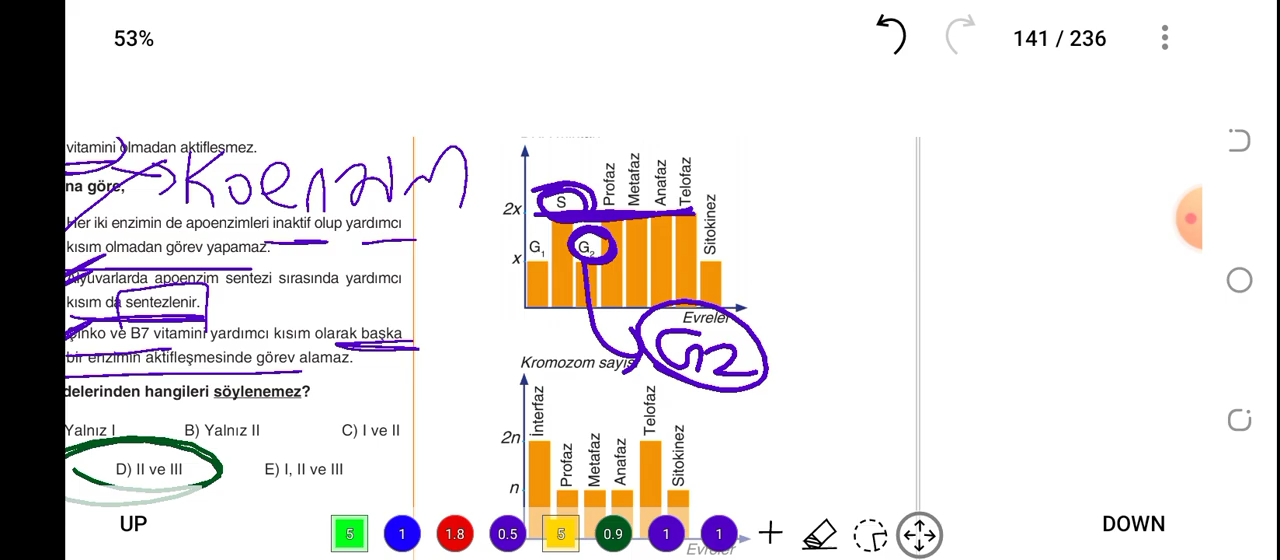 53%
141 / 236
vitamini olmadan aktifleşmez.
Koenzim
na göre,
Her iki enzimin de apoenzimleri inaktif olup yardımcı
kısım olmadan görev yapamaz.
Alyuvarlarda apoenzim sentezi sırasında yardımcı
kısım da sentezlenir.
Çinko ve B7 vitamini yardımcı kısım olarak başka
bir enzimin aktifleşmesinde görev alamaz.
delerinden hangileri söylenemez?
Yalnız I
B) Yalnız II
C) I ve II
D) II ve III
E) I, II ve III
2x
x
G1
S
G2
Profaz
Metafaz
Anafaz
Telofaz
Sitokinez
Evreler
G2
Kromozom sayısı
2n
n
İnterfaz
Profaz
Metafaz
Anafaz
Telofaz
Sitokinez
Evreler
UP
5
1
1.8
0.5
5
0.9
1
1
DOWN